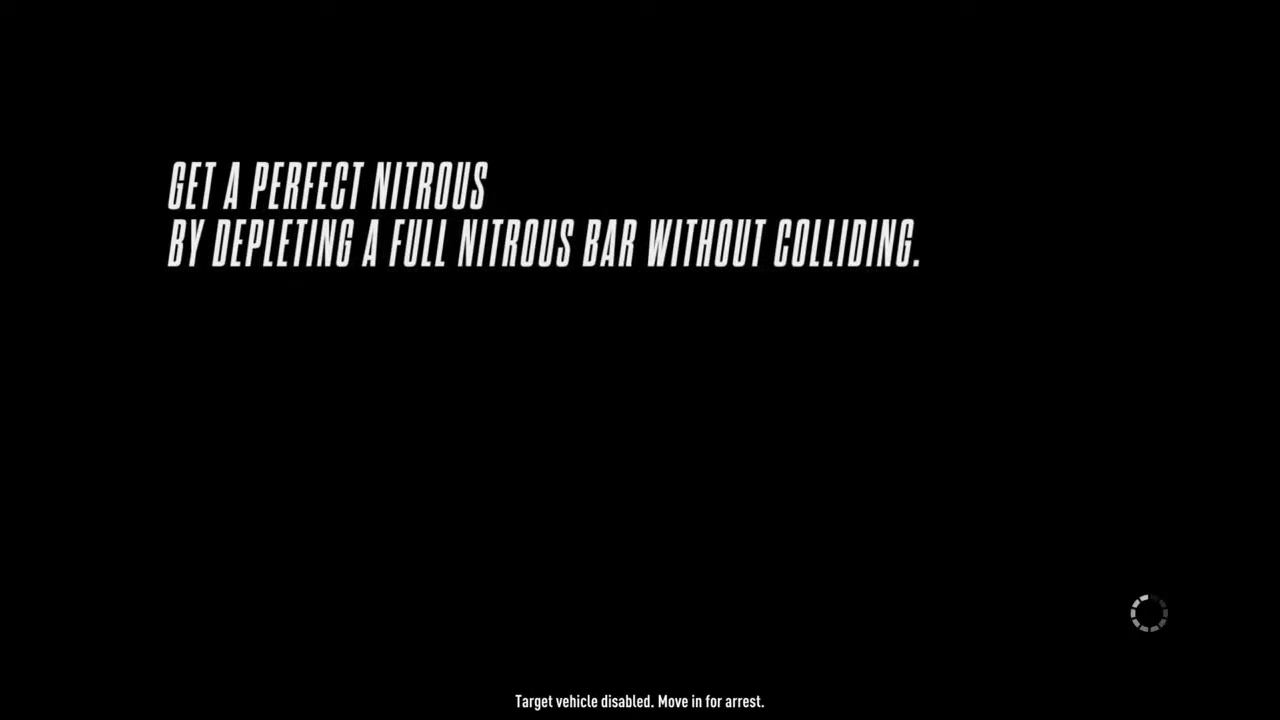 GET A PERFECT NITROUS
BY DEPLETING A FULL NITROUS BAR WITHOUT COLLIDING.
Target vehicle disabled. Move in for arrest.